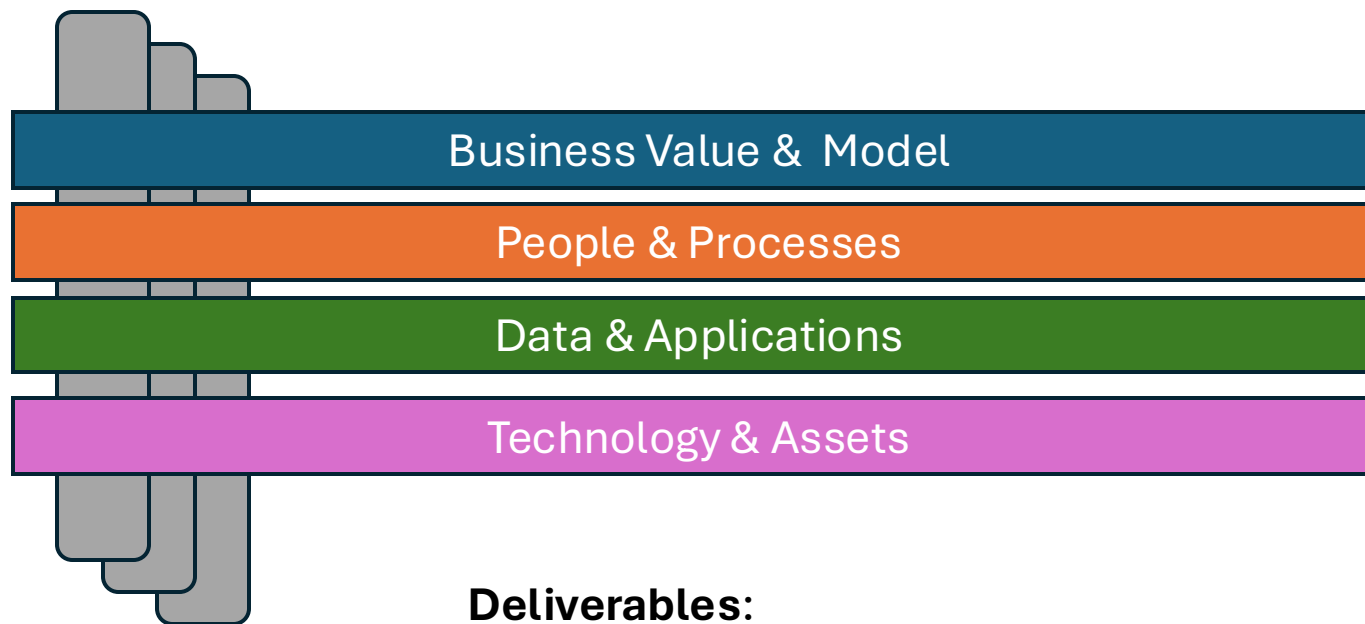 Business Value & Model
People & Processes
Data & Applications
Technology & Assets
Deliverables: